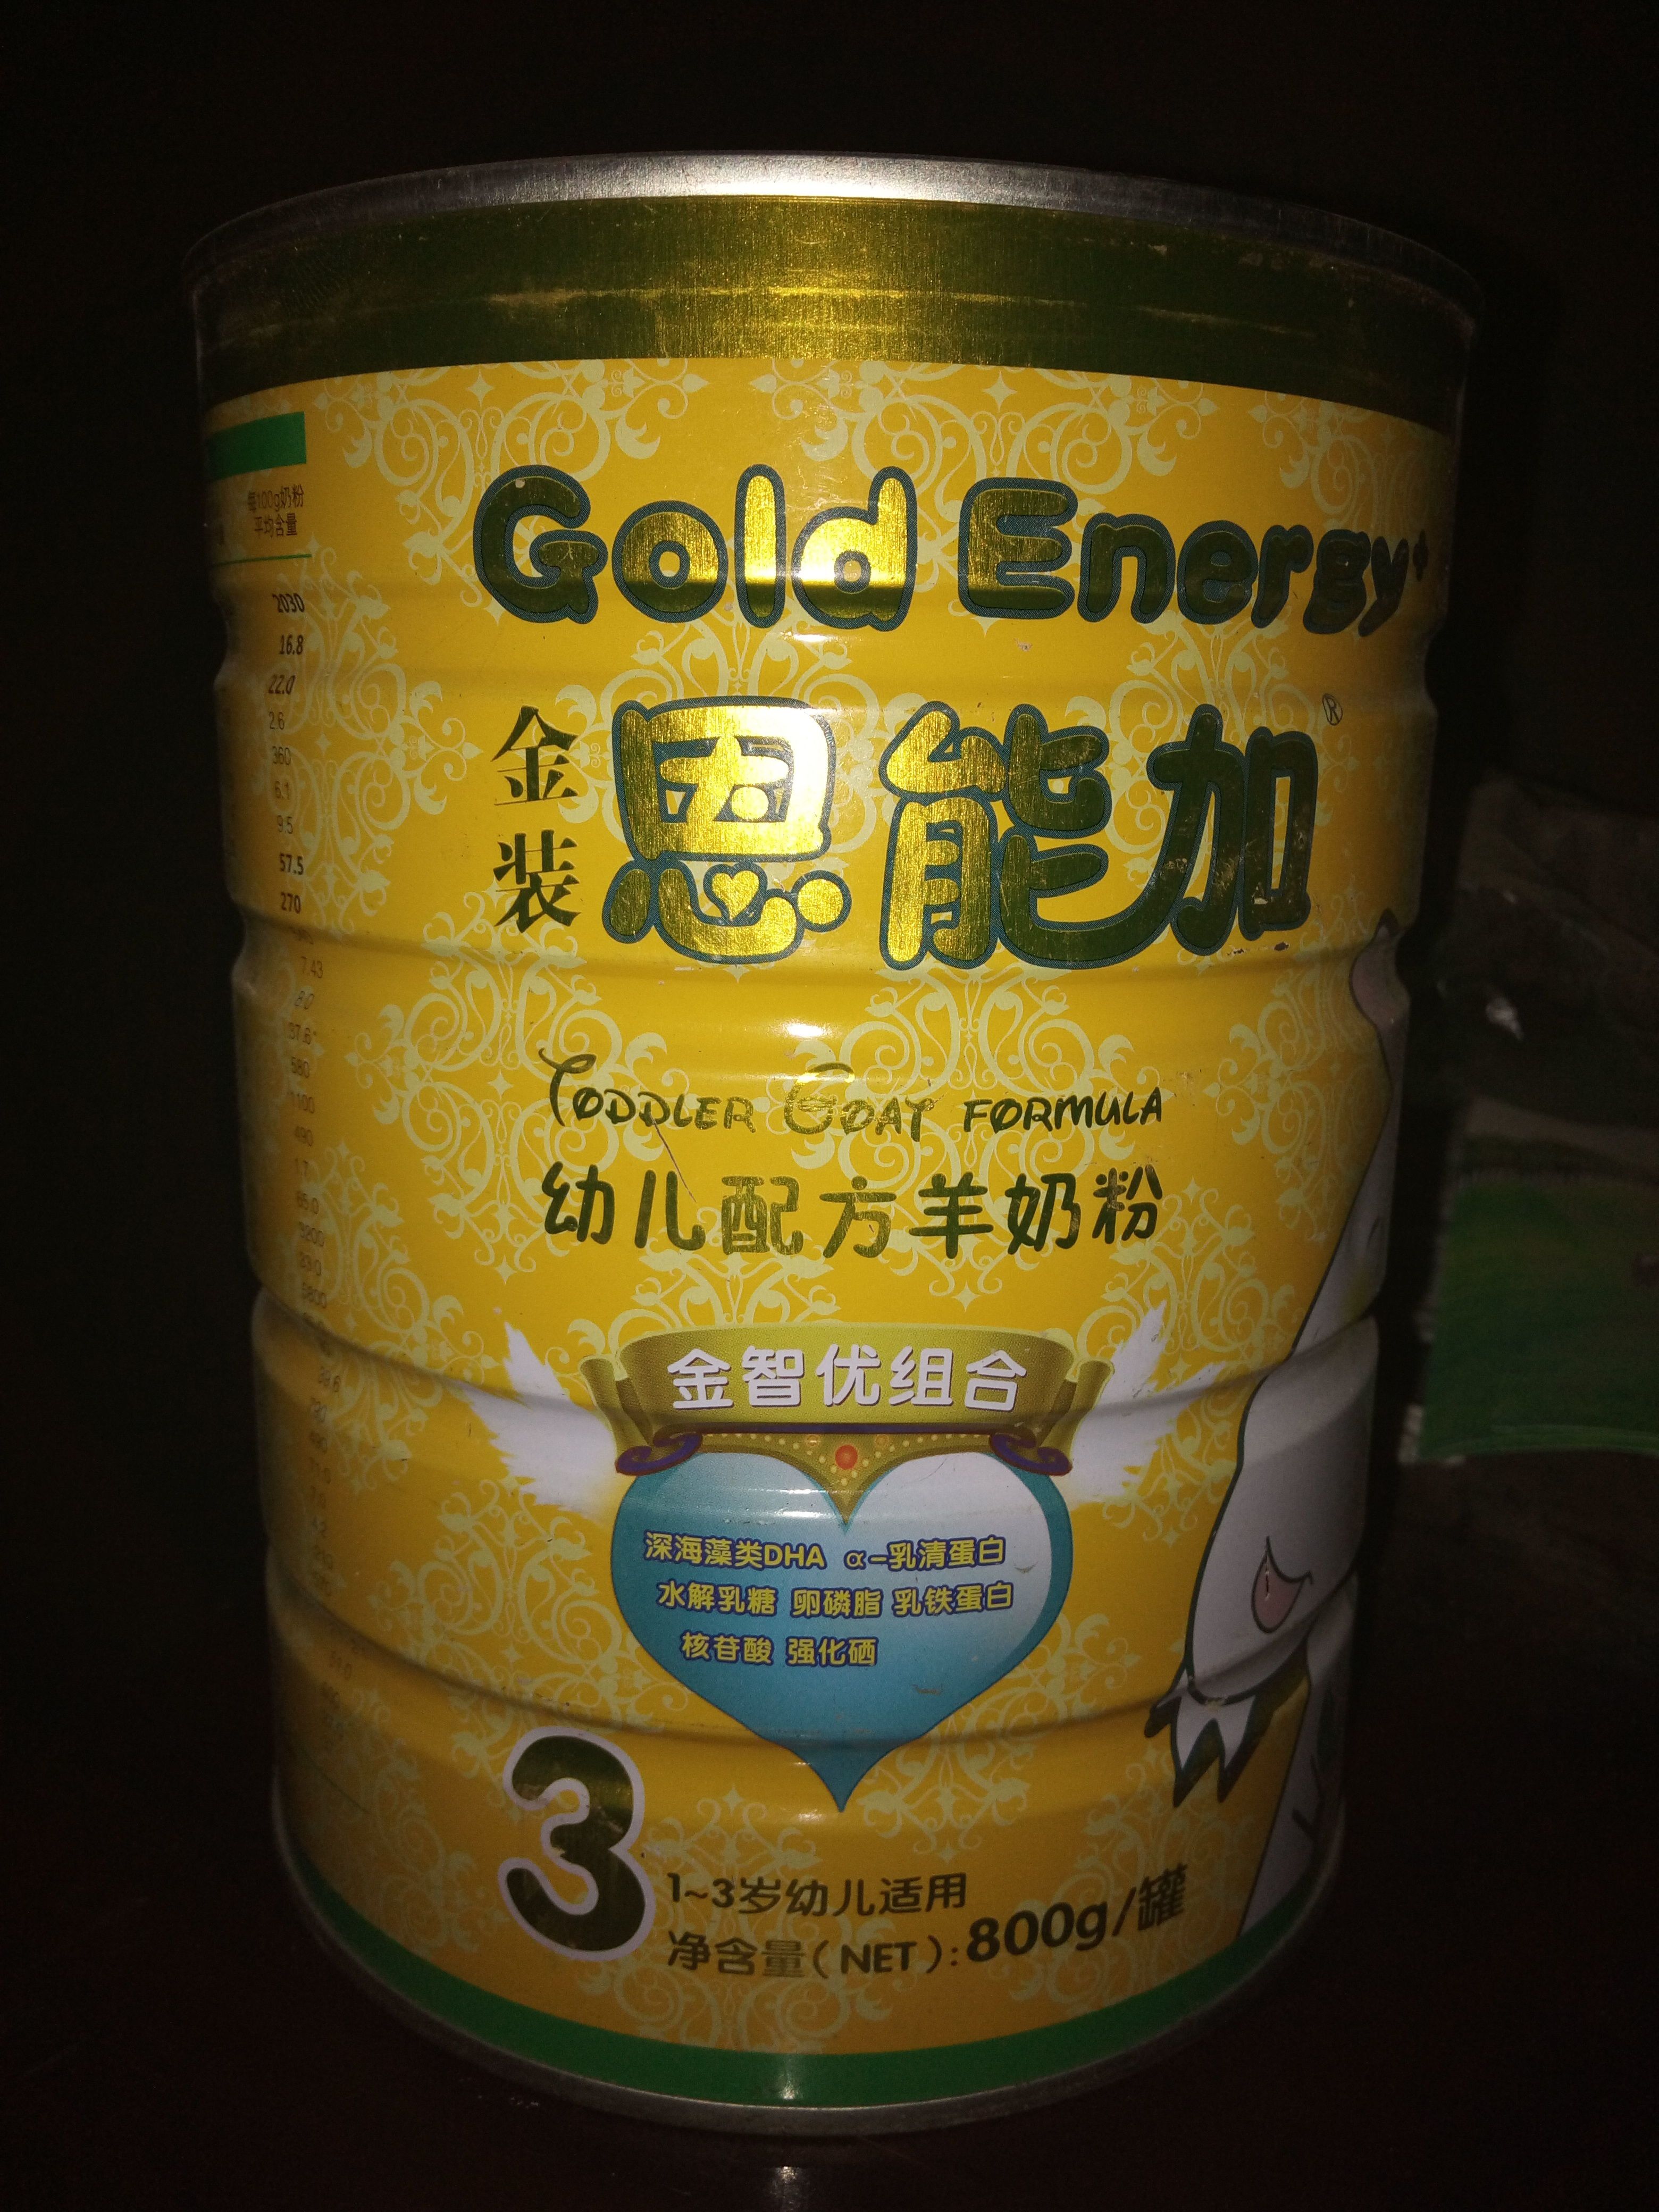 Gold Energy+
金装
恩能加®
TODDLER GOAT FORMULA
幼儿配方羊奶粉
金智优组合
深海藻类DHA α-乳清蛋白
水解乳糖 卵磷脂 乳铁蛋白
核苷酸 强化硒
3
1~3岁幼儿适用
净含量(NET):800g/罐
每100g奶粉
平均含量
2030
16.8
22.0
2.6
360
6.1
9.5
57.5
270
7.43
8.0
580
1100
490